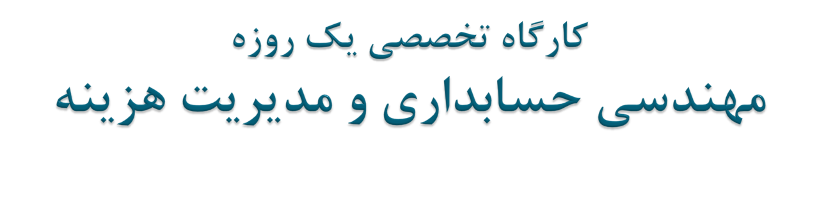 کارگاه تخصصی یک روزه
مهندسی حسابداری و مدیریت هزینه